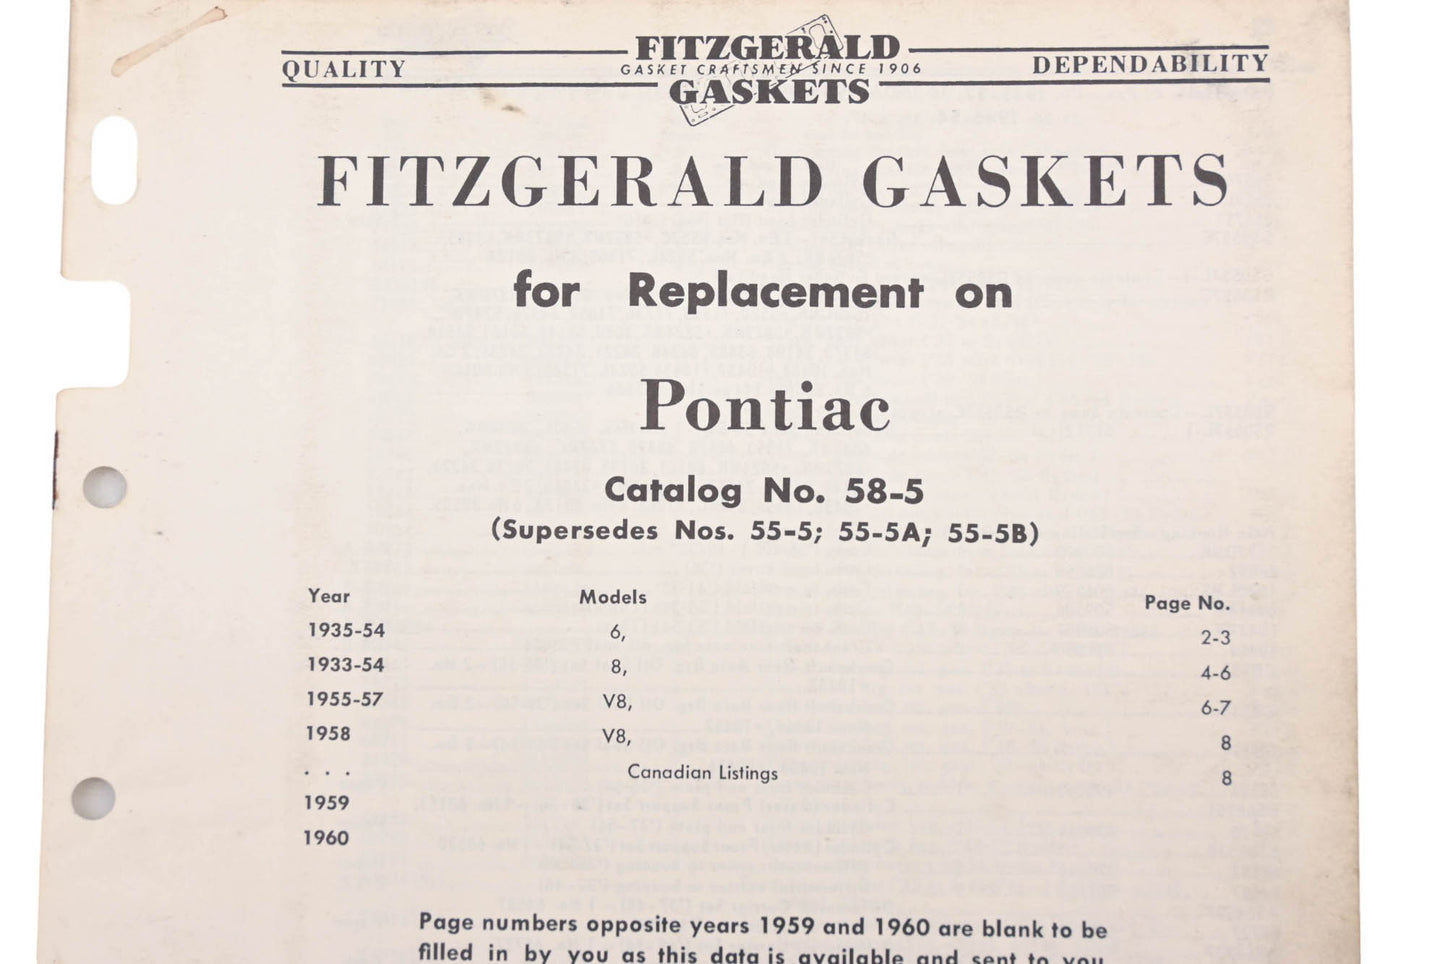 QUALITY FITZGERALD DEPENDABILITY
GASKET CRAFTSMEN SINCE 1906
GASKETS
FITZGERALD GASKETS
for Replacement on
Pontiac
Catalog No. 58-5
(Supersedes Nos. 55-5; 55-5A; 55-5B)
Year Models Page No.
1935-54 6, 2-3
1933-54 8, 4-6
1955-57 V8, 6-7
1958 V8, 8
. . . Canadian Listings 8
1959
1960
Page numbers opposite years 1959 and 1960 are blank to be
filled in by you as this data is available and sent to you.